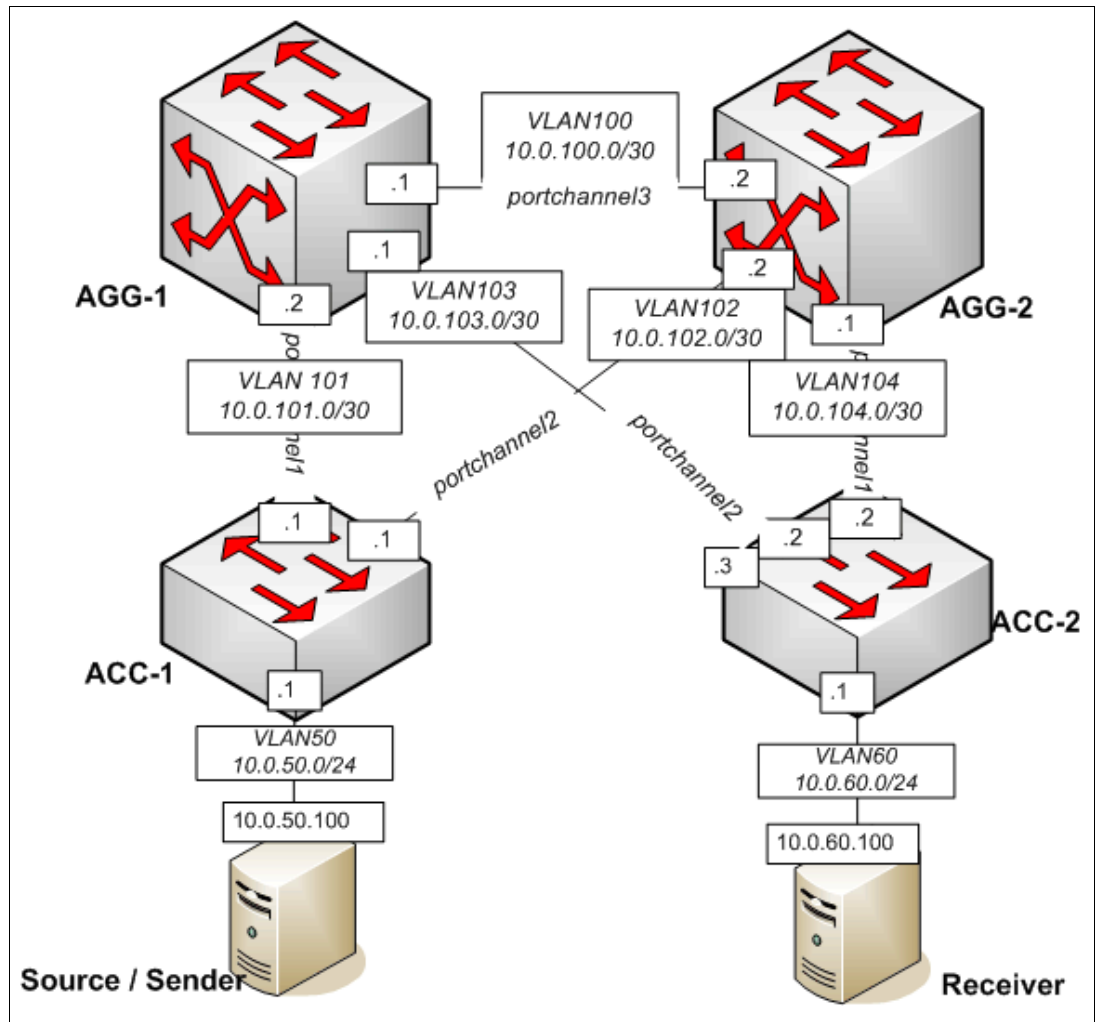 VLAN100
10.0.100.0/30
portchannel3
.1
.2
.1
.2
VLAN103
10.0.103.0/30
VLAN102
10.0.102.0/30
AGG-1
.2
AGG-2
.1
VLAN 101
10.0.101.0/30
VLAN104
10.0.104.0/30
nel1
portchannel2
portchannel2
channel1
.1
.1
.2
.2
.3
ACC-1
ACC-2
.1
.1
VLAN50
10.0.50.0/24
VLAN60
10.0.60.0/24
10.0.50.100
10.0.60.100
Source / Sender
Receiver